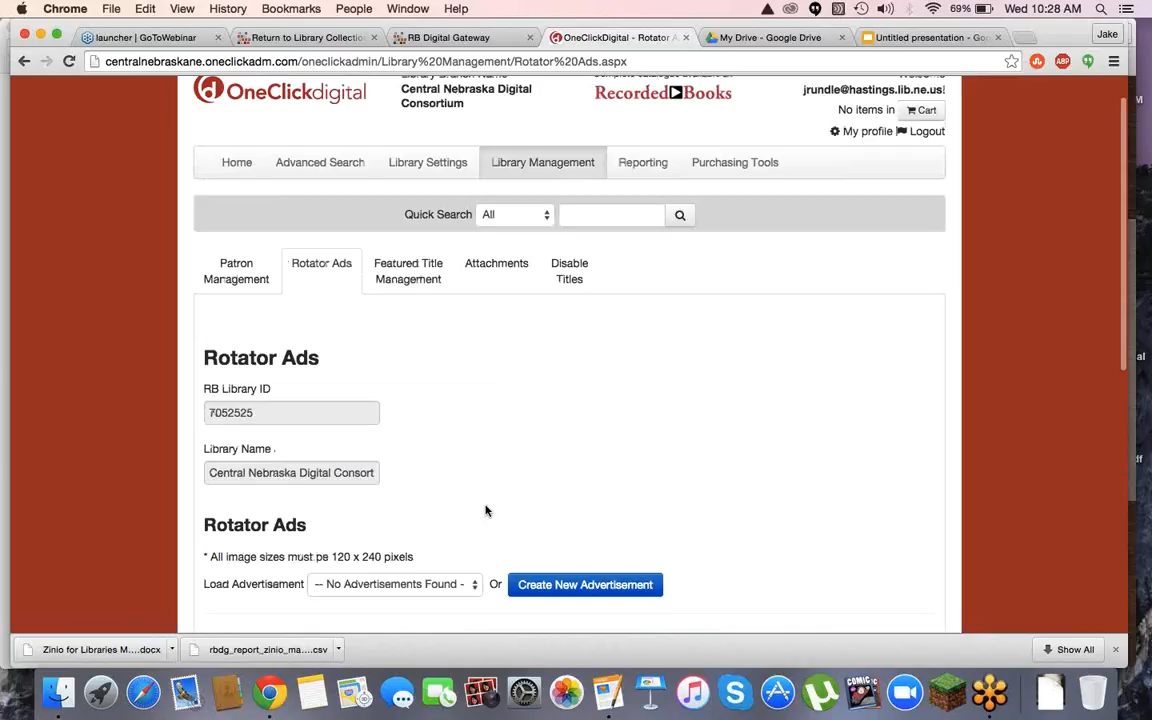 Chrome File Edit View History Bookmarks People Window Help 69% Wed 10:28 AM
launcher | GoToWebinar Return to Library Collectio RB Digital Gateway OneClickDigital - Rotator A My Drive - Google Drive Untitled presentation - Go Jake
centralnebraskane.oneclickadm.com/oneclickadmin/Library%20Management/Rotator%20Ads.aspx
OneClickdigital
Central Nebraska Digital
Consortium
Recorded Books
jrundle@hastings.lib.ne.us!
No items in Cart
My profile Logout
Home Advanced Search Library Settings Library Management Reporting Purchasing Tools
Quick Search All
Patron Management Rotator Ads Featured Title Management Attachments Disable Titles
Rotator Ads
RB Library ID
7052525
Library Name
Central Nebraska Digital Consort
Rotator Ads
* All image sizes must be 120 x 240 pixels
Load Advertisement -- No Advertisements Found - Or Create New Advertisement
Zinio for Libraries M....docx rbdg_report_zinio_ma....csv Show All